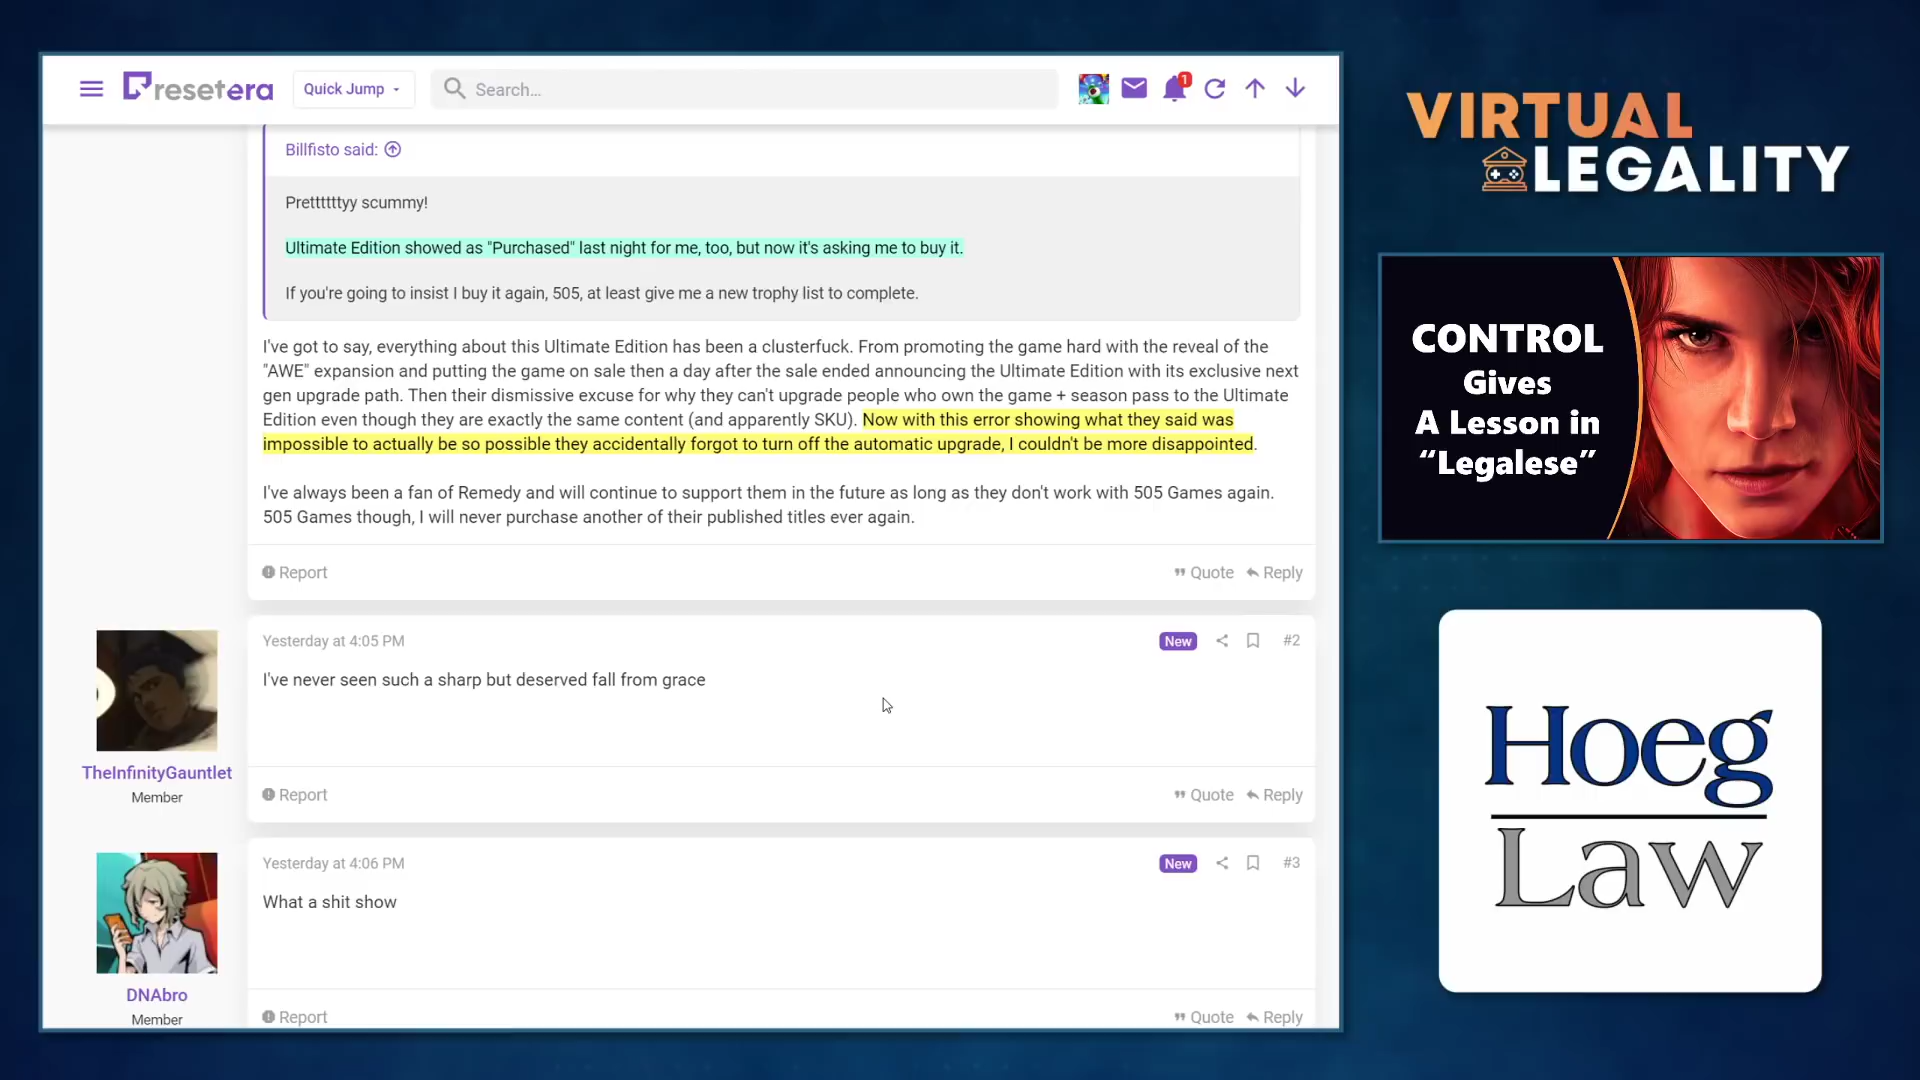 resetera
Quick Jump
Search...
1
Billfisto said:
Prettttttyy scummy!
Ultimate Edition showed as "Purchased" last night for me, too, but now it's asking me to buy it.
If you're going to insist I buy it again, 505, at least give me a new trophy list to complete.
I've got to say, everything about this Ultimate Edition has been a clusterfuck. From promoting the game hard with the reveal of the
"AWE" expansion and putting the game on sale then a day after the sale ended announcing the Ultimate Edition with its exclusive next
gen upgrade path. Then their dismissive excuse for why they can't upgrade people who own the game + season pass to the Ultimate
Edition even though they are exactly the same content (and apparently SKU). Now with this error showing what they said was
impossible to actually be so possible they accidentally forgot to turn off the automatic upgrade, I couldn't be more disappointed.
I've always been a fan of Remedy and will continue to support them in the future as long as they don't work with 505 Games again.
505 Games though, I will never purchase another of their published titles ever again.
Report
Quote Reply
Yesterday at 4:05 PM
New #2
I've never seen such a sharp but deserved fall from grace
TheInfinityGauntlet
Member
Report
Quote Reply
Yesterday at 4:06 PM
New #3
What a shit show
DNAbro
Member
Report
Quote Reply
VIRTUAL
LEGALITY
CONTROL
Gives
A Lesson in
“Legalese”
Hoeg
Law